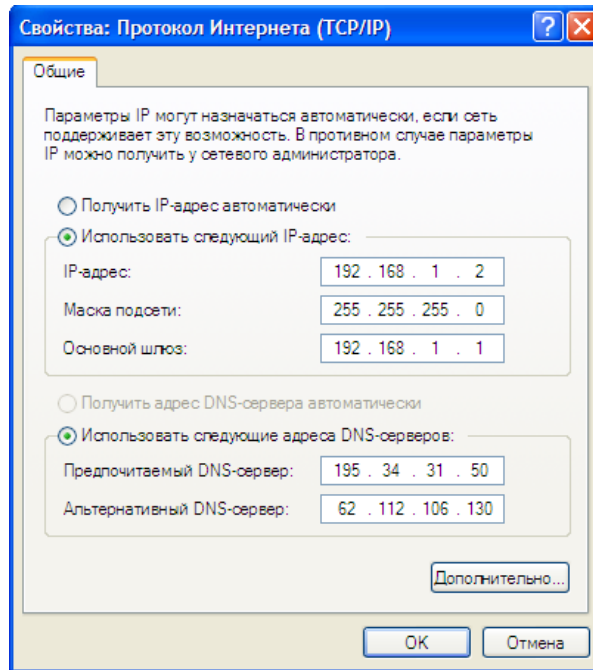 Свойства: Протокол Интернета (TCP/IP)
Общие
Параметры IP могут назначаться автоматически, если сеть
поддерживает эту возможность. В противном случае параметры
IP можно получить у сетевого администратора.
Получить IP-адрес автоматически
Использовать следующий IP-адрес:
IP-адрес: 192 . 168 . 1 . 2
Маска подсети: 255 . 255 . 255 . 0
Основной шлюз: 192 . 168 . 1 . 1
Получить адрес DNS-сервера автоматически
Использовать следующие адреса DNS-серверов:
Предпочитаемый DNS-сервер: 195 . 34 . 31 . 50
Альтернативный DNS-сервер: 62 . 112 . 106 . 130
Дополнительно...
OK Отмена